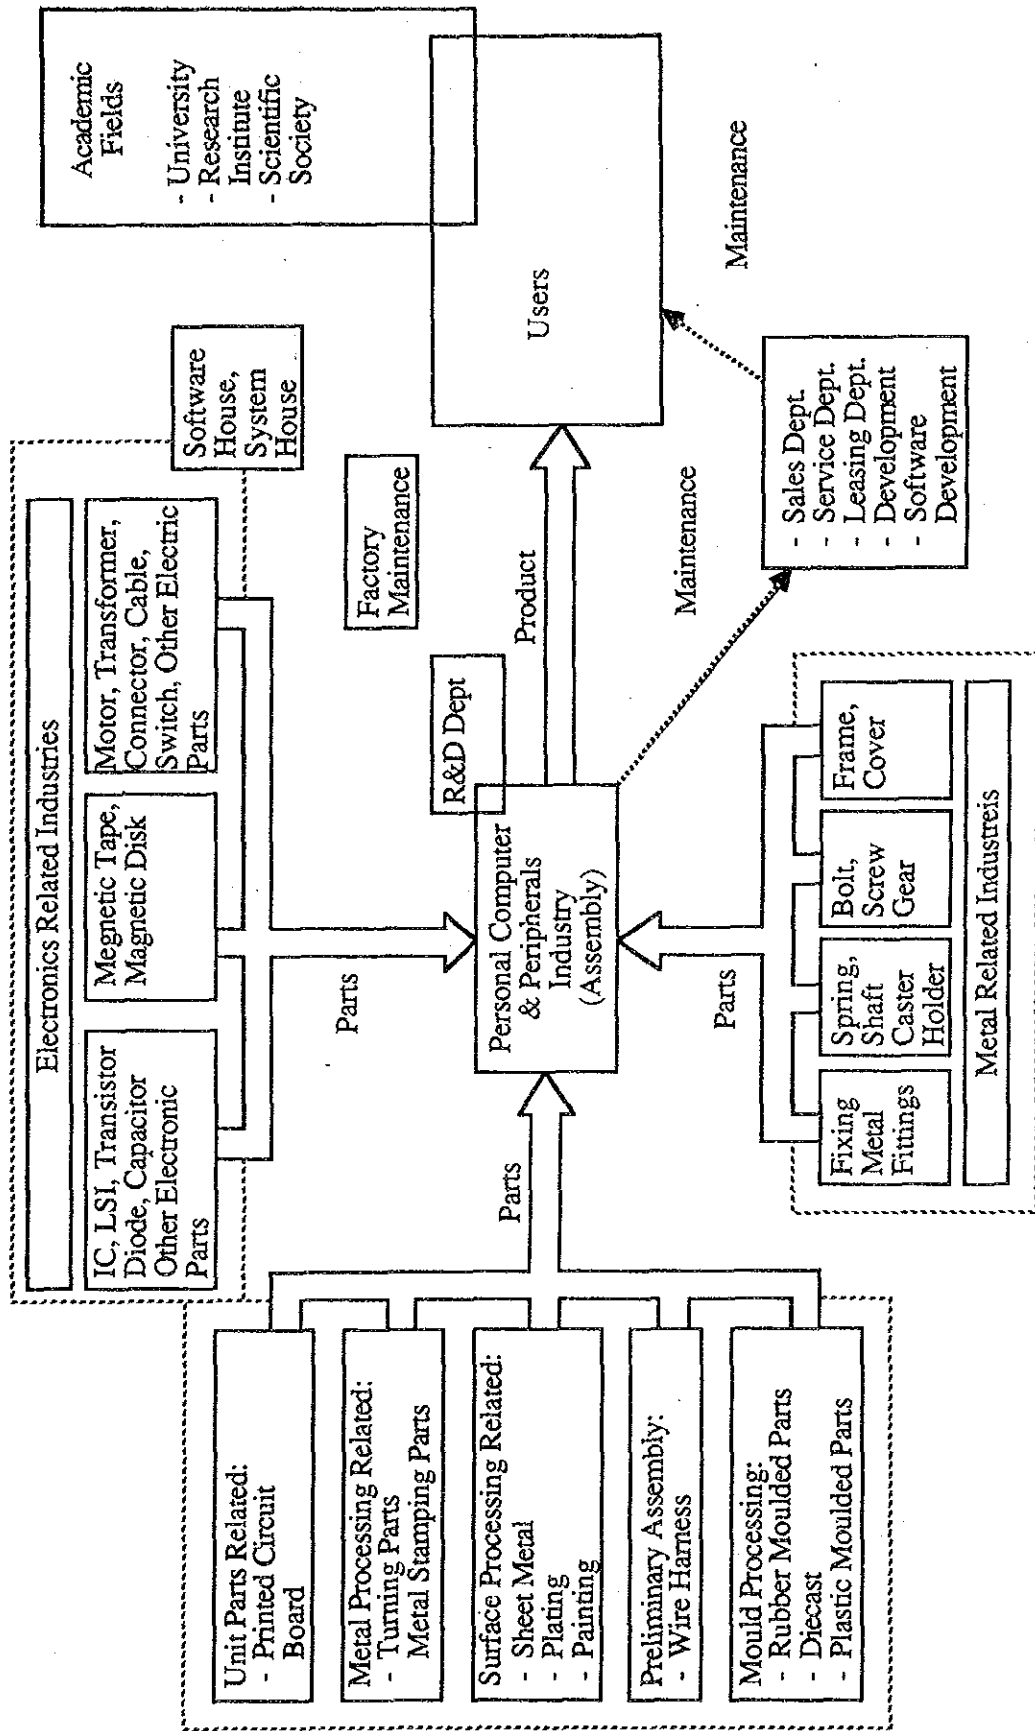 Electronics Related Industries
IC, LSI, Transistor
Diode, Capacitor
Other Electronic
Parts
Megnetic Tape,
Magnetic Disk
Motor, Transformer,
Connector, Cable,
Switch, Other Electric
Parts
Software
House,
System
House
Academic
Fields
- University
- Research
Institute
- Scientific
Society
Unit Parts Related:
- Printed Circuit
Board
Metal Processing Related:
- Turning Parts
Metal Stamping Parts
Surface Processing Related:
- Sheet Metal
- Plating
- Painting
Preliminary Assembly:
- Wire Harness
Mould Processing:
- Rubber Moulded Parts
- Diecast
- Plastic Moulded Parts
Parts
Parts
Parts
Personal Computer
& Peripherals
Industry
(Assembly)
R&D Dept
Factory
Maintenance
Product
Users
Maintenance
Maintenance
- Sales Dept.
- Service Dept.
- Leasing Dept.
- Development
- Software
Development
Fixing
Metal
Fittings
Spring,
Shaft
Caster
Holder
Bolt,
Screw
Gear
Frame,
Cover
Metal Related Industreis